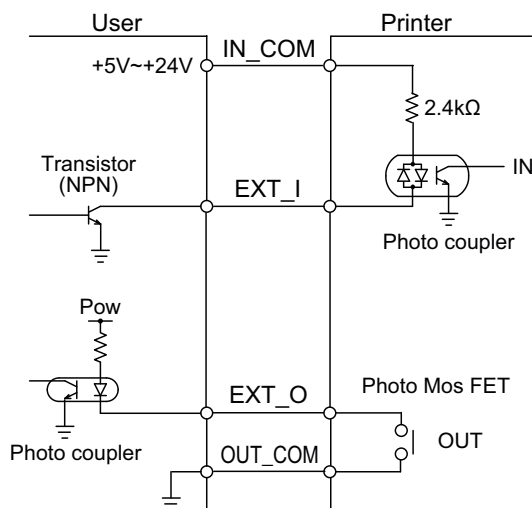 User
Printer
IN_COM
+5V~+24V
2.4kΩ
Transistor
(NPN)
IN
EXT_I
Photo coupler
Pow
EXT_O
Photo Mos FET
OUT
Photo coupler
OUT_COM